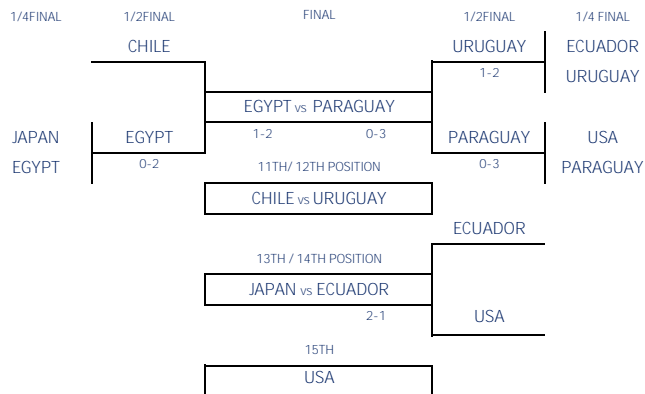 1/4FINAL 1/2FINAL FINAL 1/2FINAL 1/4 FINAL
CHILE URUGUAY ECUADOR
1-2 URUGUAY
EGYPT vs PARAGUAY
JAPAN EGYPT 1-2 0-3 PARAGUAY USA
EGYPT 0-2 11TH/ 12TH POSITION 0-3 PARAGUAY
CHILE vs URUGUAY
ECUADOR
13TH / 14TH POSITION
JAPAN vs ECUADOR
2-1 USA
15TH
USA